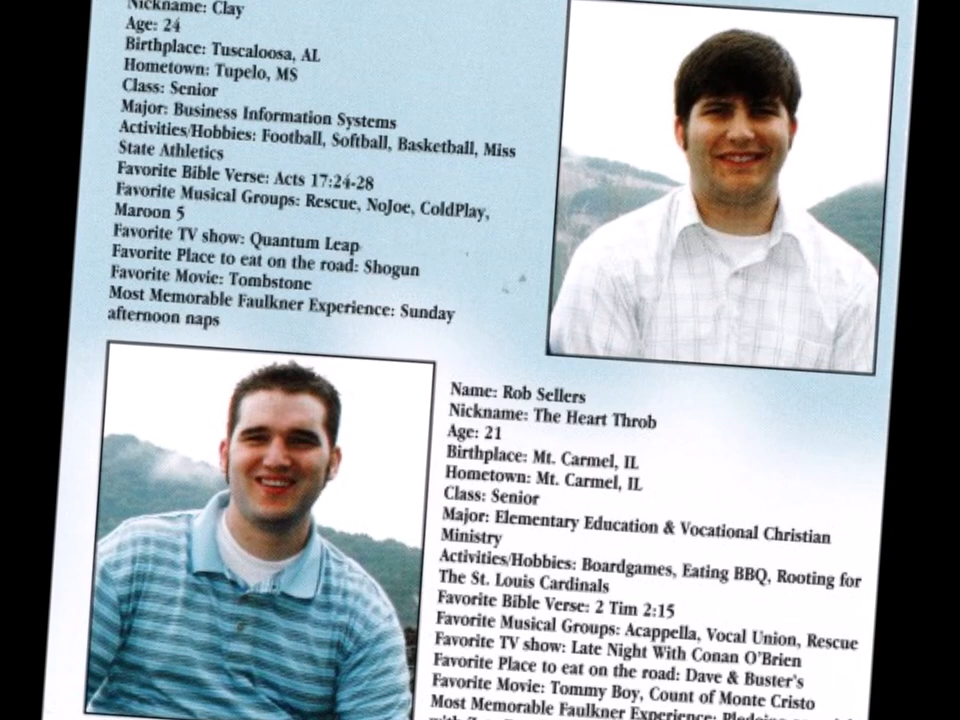 Nickname: Clay
Age: 24
Birthplace: Tuscaloosa, AL
Hometown: Tupelo, MS
Class: Senior
Major: Business Information Systems
Activities/Hobbies: Football, Softball, Basketball, Miss
State Athletics
Favorite Bible Verse: Acts 17:24-28
Favorite Musical Groups: Rescue, NoJoe, ColdPlay,
Maroon 5
Favorite TV show: Quantum Leap
Favorite Place to eat on the road: Shogun
Favorite Movie: Tombstone
Most Memorable Faulkner Experience: Sunday
afternoon naps
Name: Rob Sellers
Nickname: The Heart Throb
Age: 21
Birthplace: Mt. Carmel, IL
Hometown: Mt. Carmel, IL
Class: Senior
Major: Elementary Education & Vocational Christian
Ministry
Activities/Hobbies: Boardgames, Eating BBQ, Rooting for
The St. Louis Cardinals
Favorite Bible Verse: 2 Tim 2:15
Favorite Musical Groups: Acappella, Vocal Union, Rescue
Favorite TV show: Late Night With Conan O'Brien
Favorite Place to eat on the road: Dave & Buster's
Favorite Movie: Tommy Boy, Count of Monte Cristo
Most Memorable Faulkner Experience: